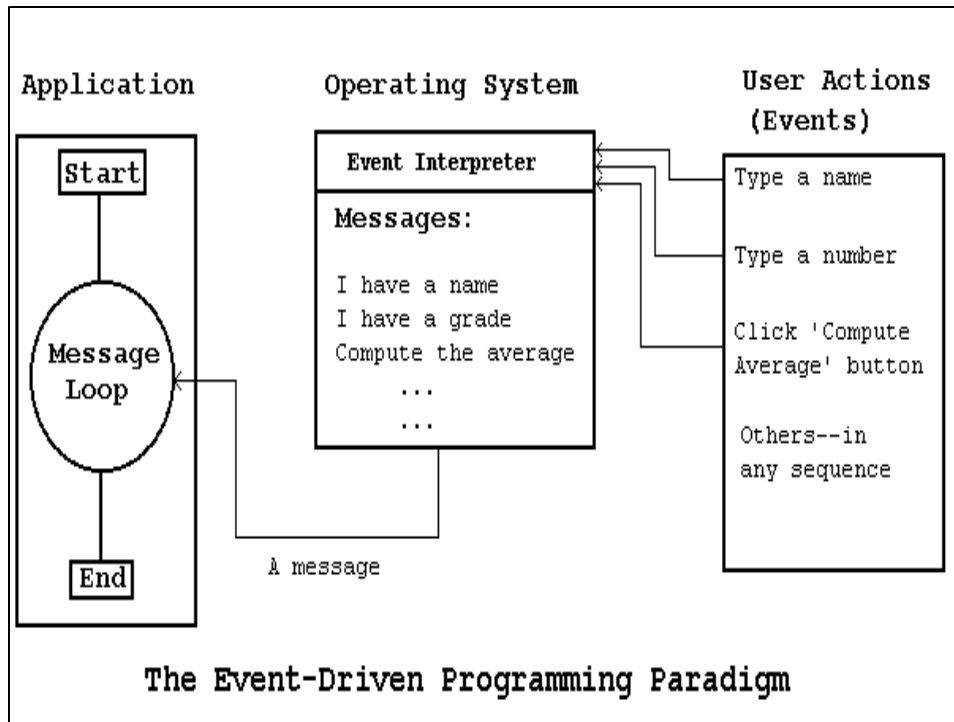 Application
Start
Message
Loop
End
Operating System
Event Interpreter
Messages:
I have a name
I have a grade
Compute the average
...
...
A message
User Actions
(Events)
Type a name
Type a number
Click 'Compute
Average' button
Others--in
any sequence
The Event-Driven Programming Paradigm